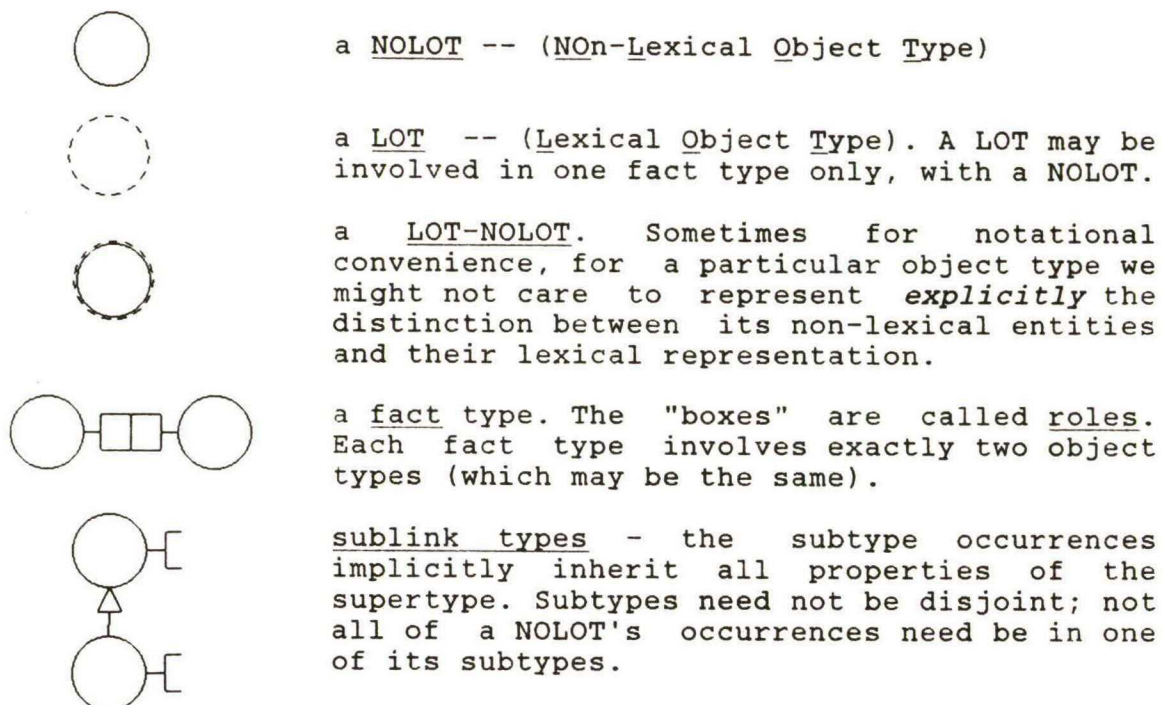 a NOLOT -- (NOn-Lexical Object Type)
a LOT -- (Lexical Object Type). A LOT may be
involved in one fact type only, with a NOLOT.
a LOT-NOLOT. Sometimes for notational
convenience, for a particular object type we
might not care to represent explicitly the
distinction between its non-lexical entities
and their lexical representation.
a fact type. The "boxes" are called roles.
Each fact type involves exactly two object
types (which may be the same).
sublink types - the subtype occurrences
implicitly inherit all properties of the
supertype. Subtypes need not be disjoint; not
all of a NOLOT's occurrences need be in one
of its subtypes.